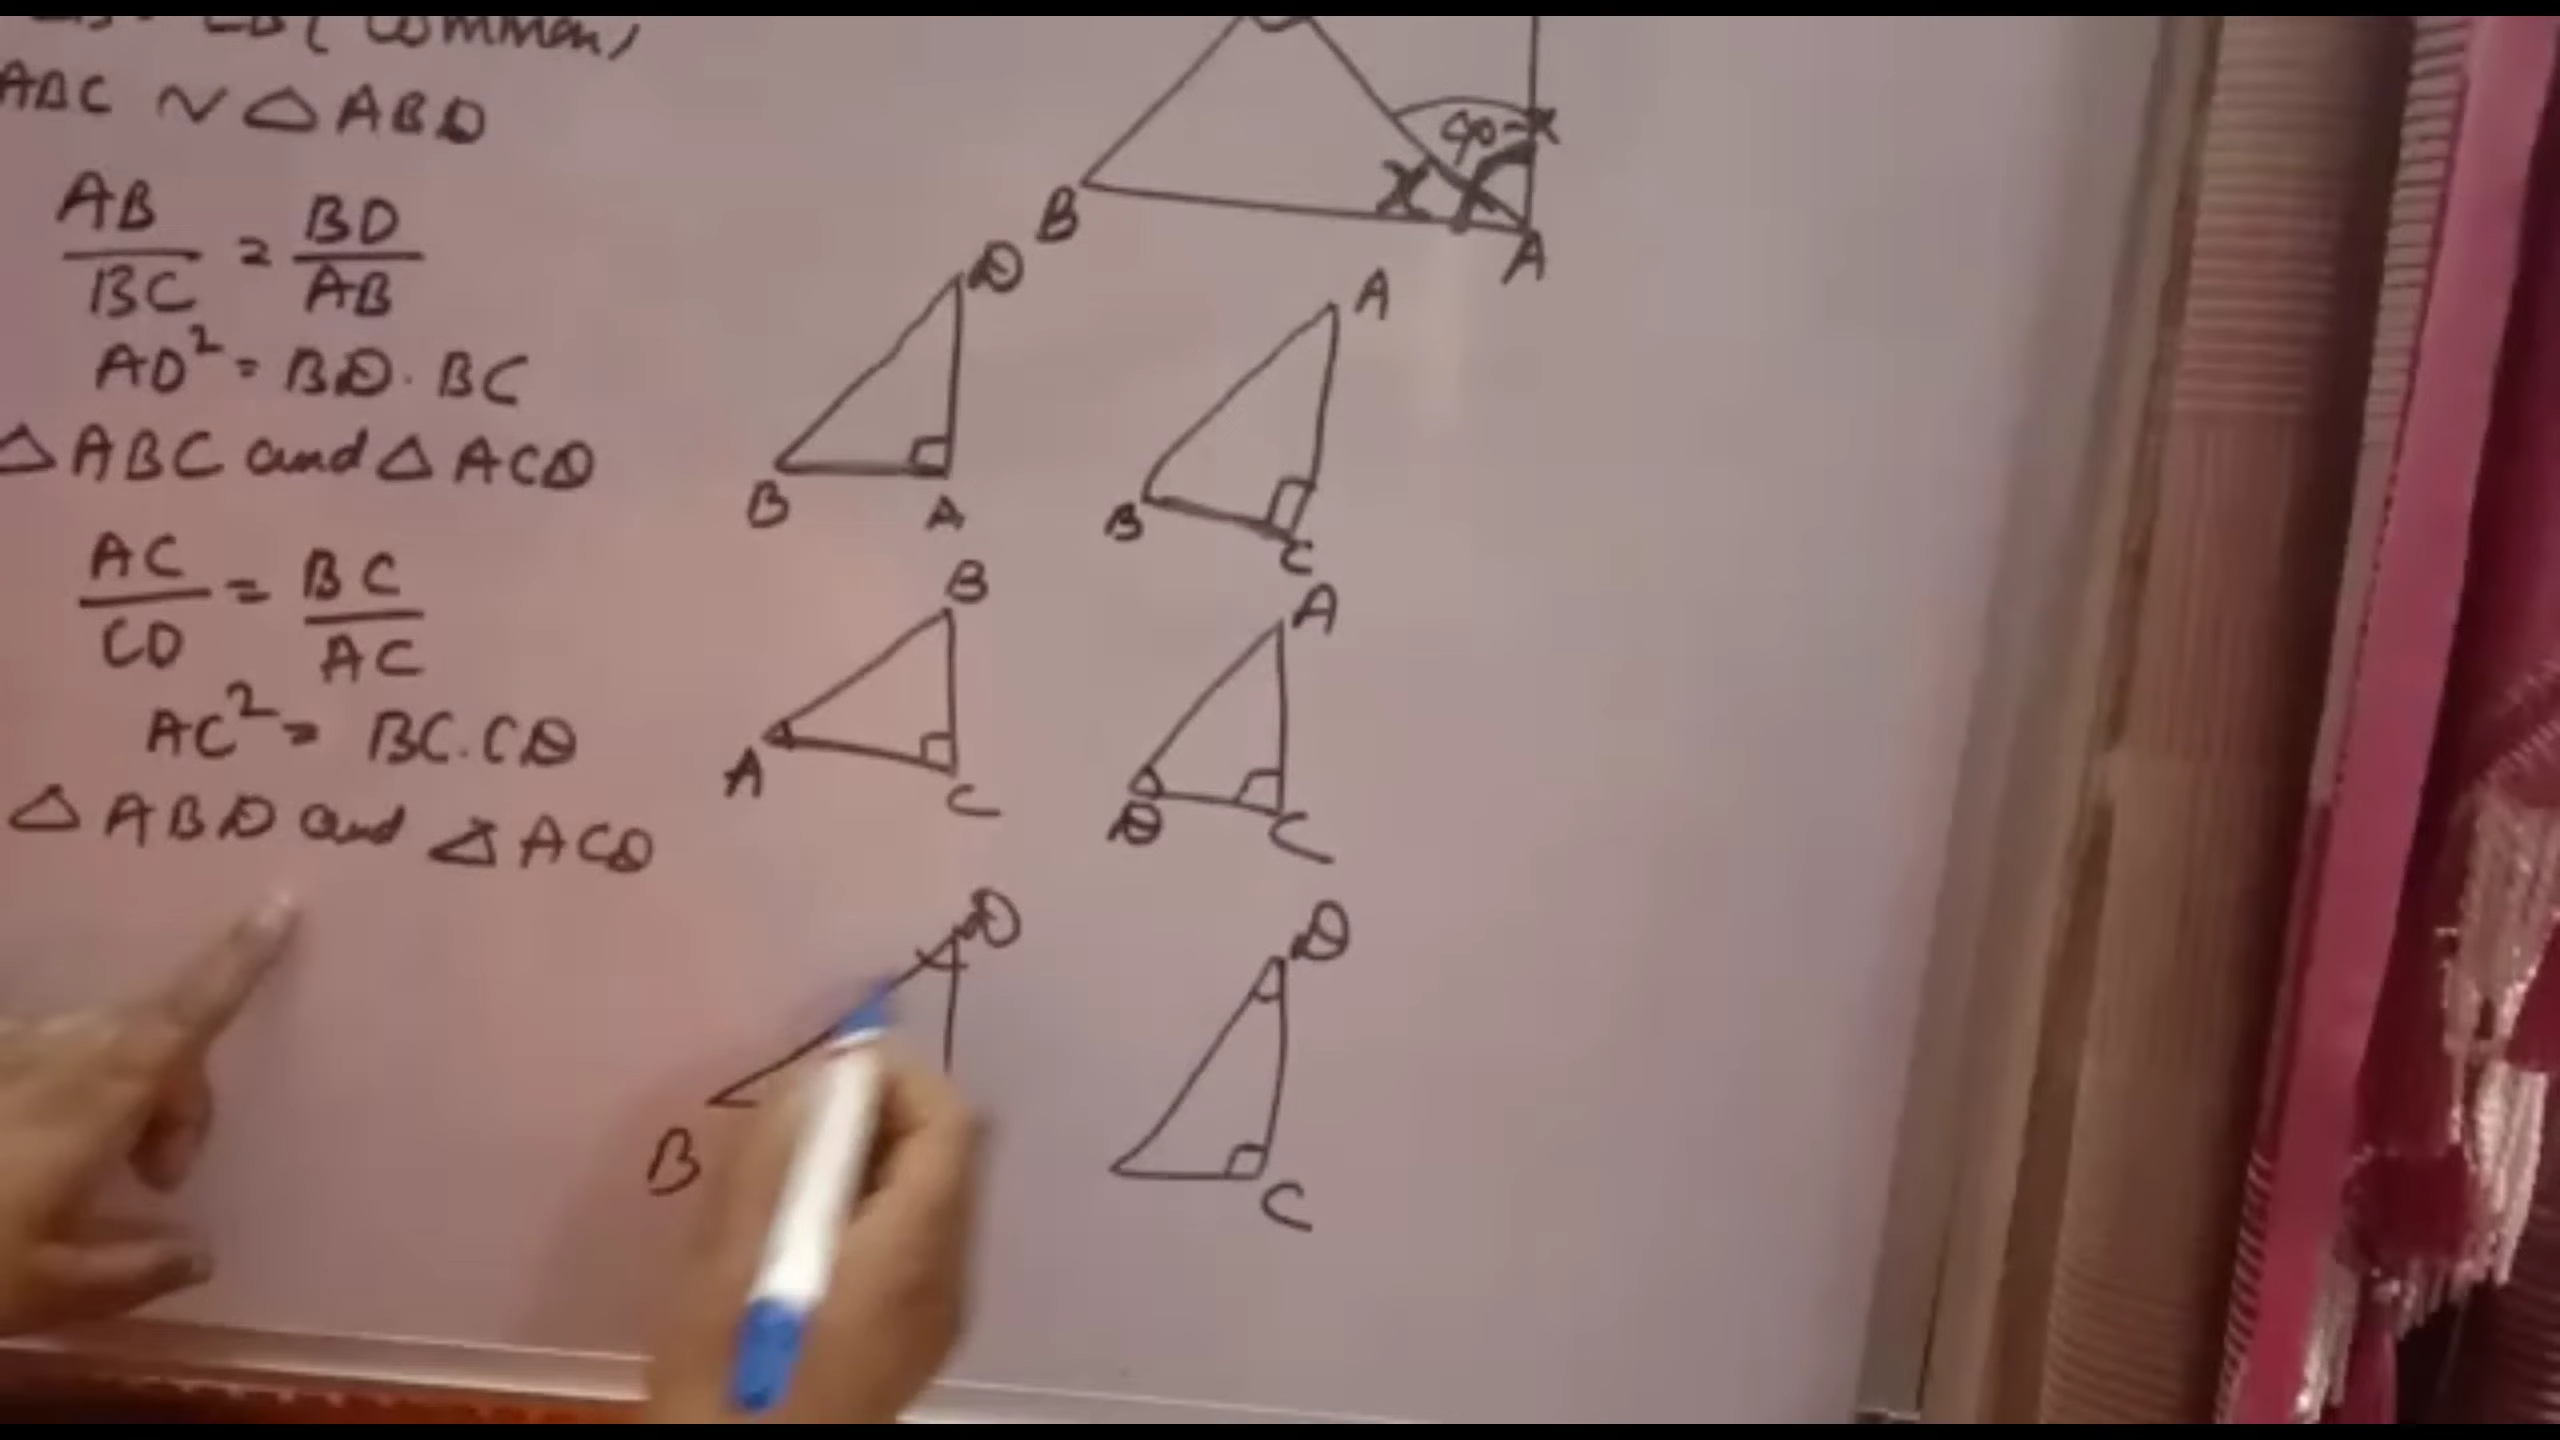 (Common)
ABC ~ △ABD
AB/BC = BD/AB
AD² = BD. BC
△ABC and △ACD
AC/CD = BC/AC
AC² = BC.CD
△ABD and △ACD
90-x
x
B
A
D
B
A
A
B
C
B
A
C
A
D
C
D
B
D
C